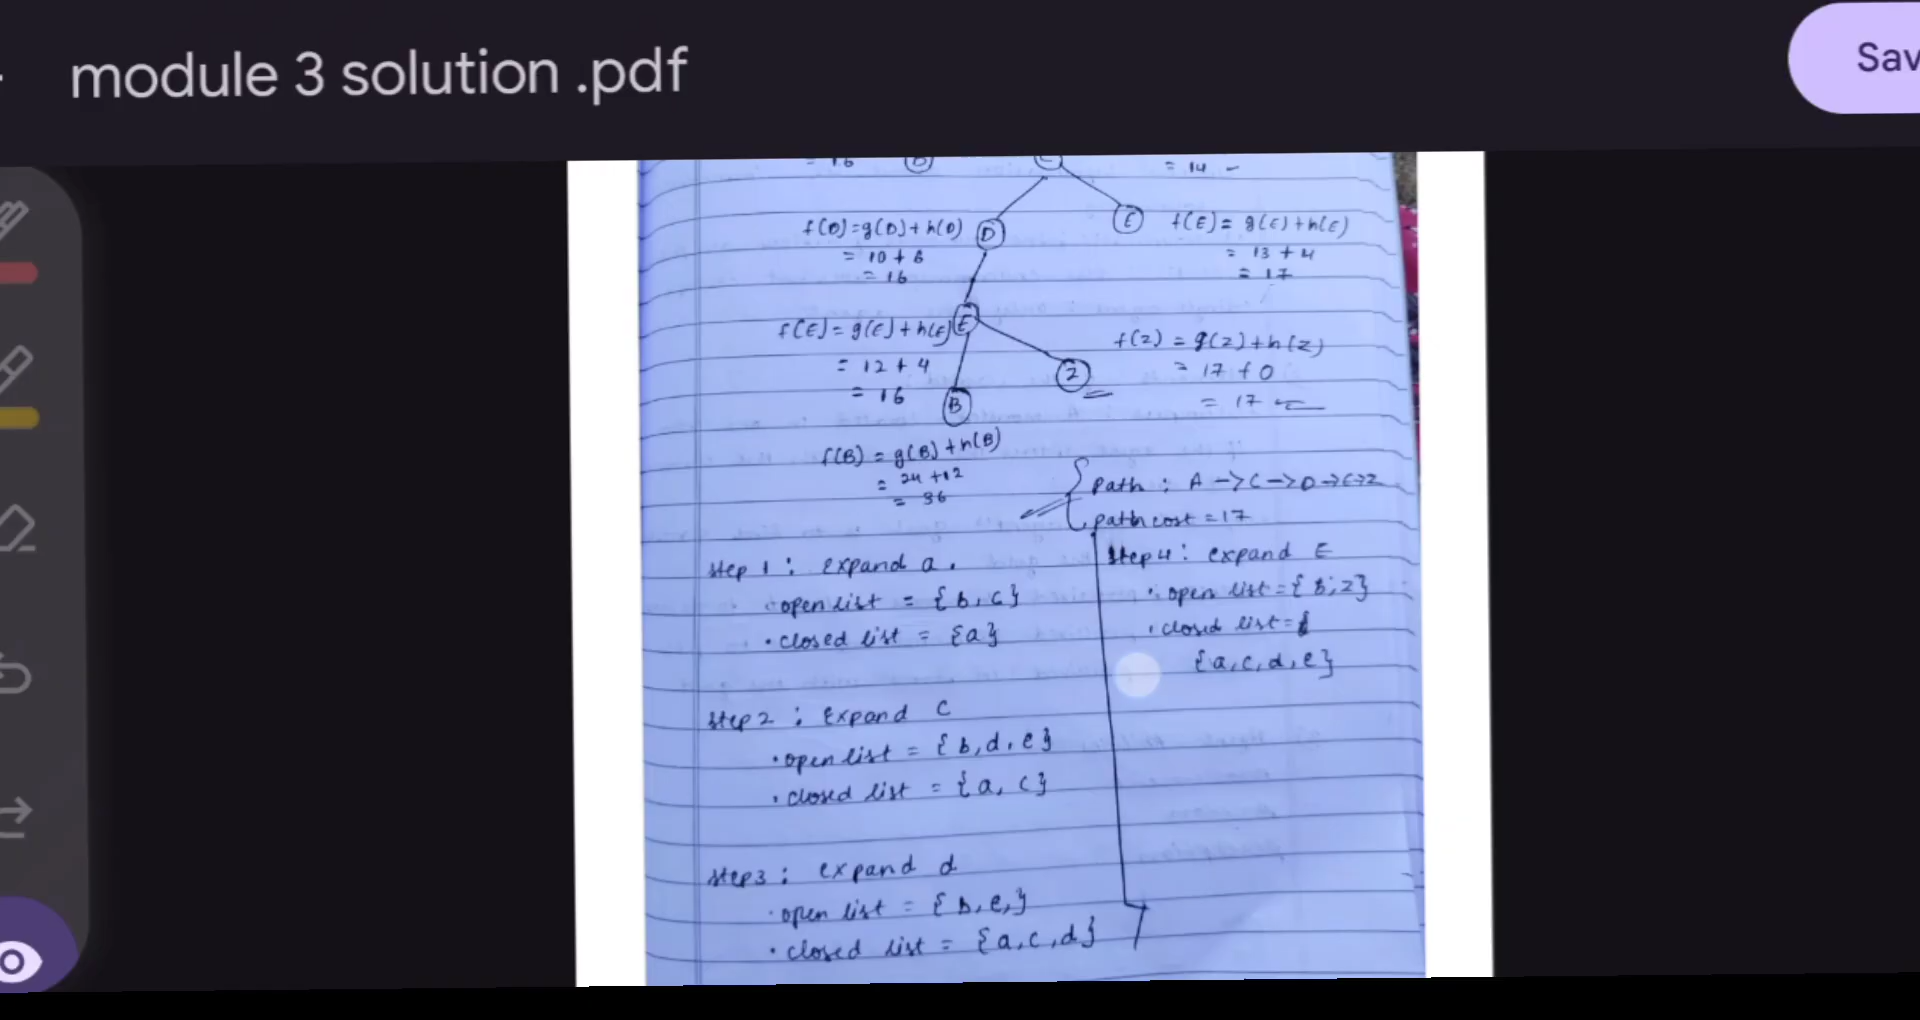 module 3 solution .pdf
Sav
= 16 B C = 14
f(D)=g(D)+h(D) D E f(E)= g(E)+h(E)
= 10 + 6 = 13 + 4
= 16 = 17
f(E)= g(E)+h(E) E f(Z) = g(Z)+h(Z)
= 12 + 4 Z = 17 + 0
= 16 B = 17
f(B) = g(B)+h(B)
= 24 +12
= 36
Path : A -> C -> D -> E -> Z
path cost = 17
step 1 : expand a.
·open list = {b,c}
·closed list = {a}
step 2 : expand C
·open list = {b,d,e}
·closed list = {a, c}
step3 : expand d
·open list = {b,e,}
·closed list = {a,c,d}
step 4: expand E
·open list = {b,z}
·closed list =
{a,c,d,e}